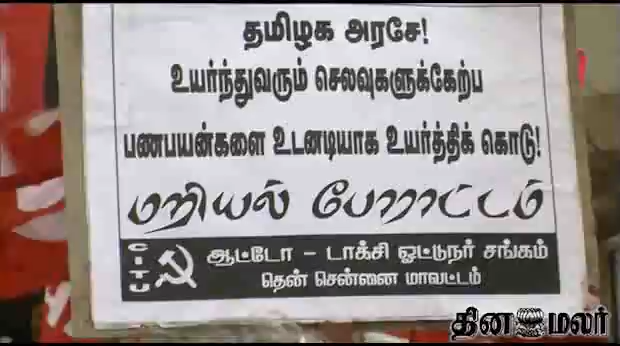 தமிழக அரசே!
உயர்ந்துவரும் செலவுகளுக்கேற்ப
பணபயன்களை உடனடியாக உயர்த்திக் கொடு!
மறியல் போராட்டம்
CITU
ஆட்டோ - டாக்சி ஓட்டுநர் சங்கம்
தென் சென்னை மாவட்டம்
தின மலர்